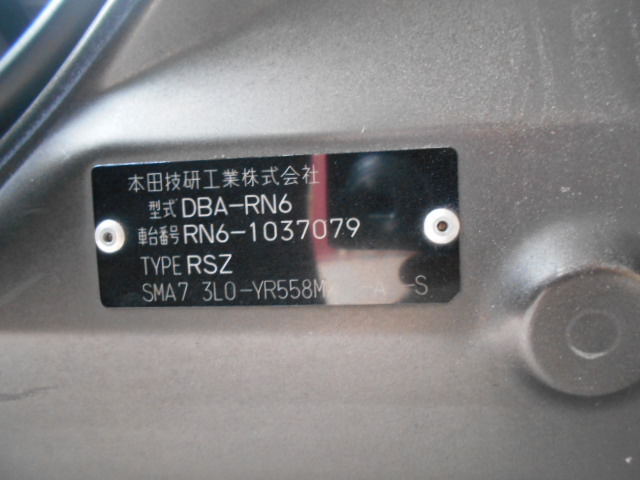 本田技研工業株式会社
型式 DBA-RN6
車台番号 RN6-1037079
TYPE RSZ
SMA7 3L0-YR558M -A -S